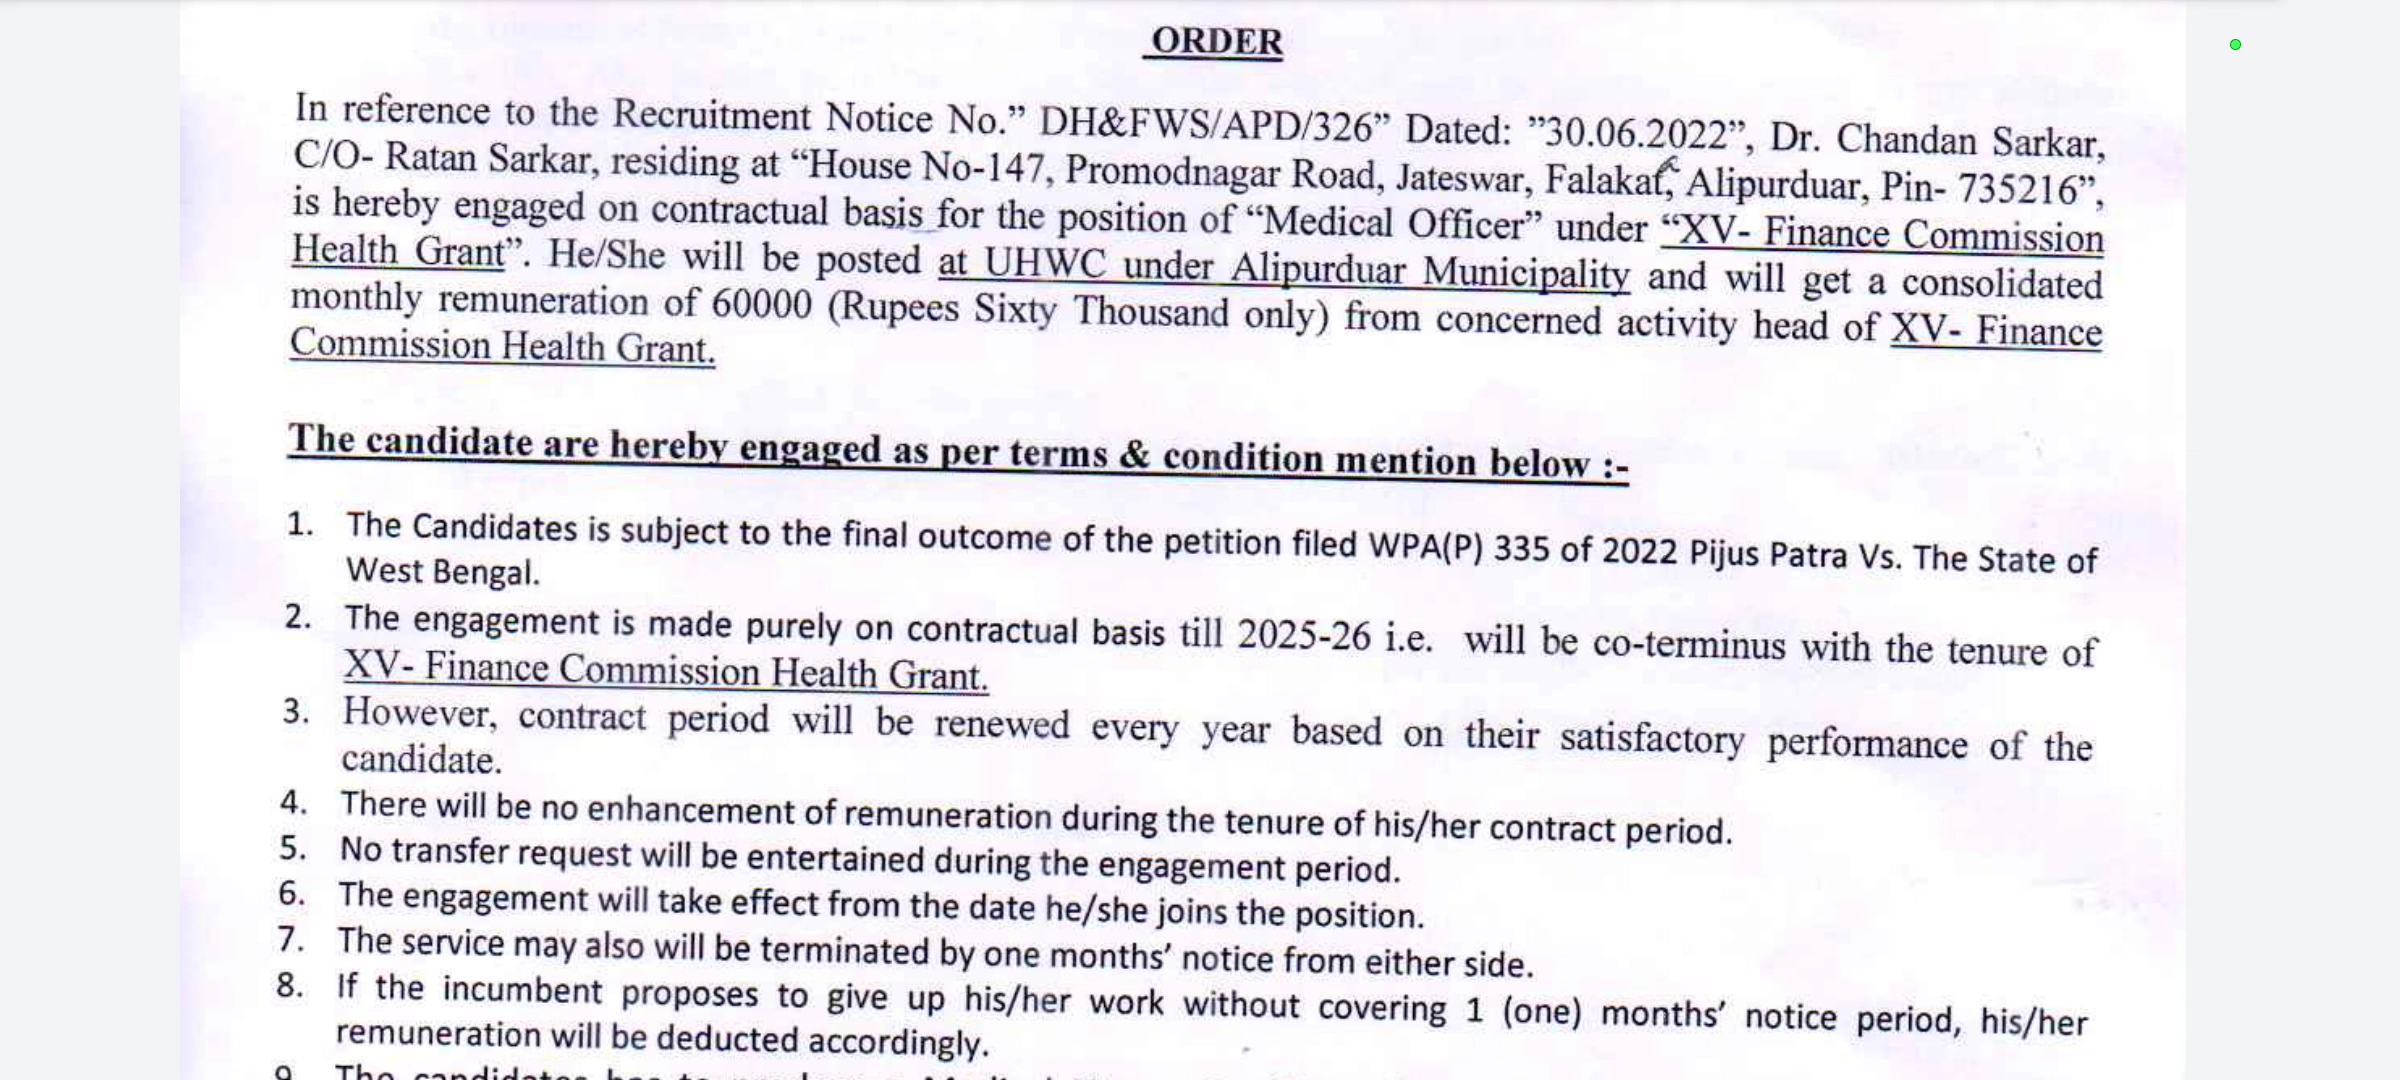 ORDER
In reference to the Recruitment Notice No.” DH&FWS/APD/326” Dated: ”30.06.2022”, Dr. Chandan Sarkar,
C/O- Ratan Sarkar, residing at “House No-147, Promodnagar Road, Jateswar, Falakat, Alipurduar, Pin- 735216”,
is hereby engaged on contractual basis for the position of “Medical Officer” under “XV- Finance Commission
Health Grant”. He/She will be posted at UHWC under Alipurduar Municipality and will get a consolidated
monthly remuneration of 60000 (Rupees Sixty Thousand only) from concerned activity head of XV- Finance
Commission Health Grant.
The candidate are hereby engaged as per terms & condition mention below :-
1. The Candidates is subject to the final outcome of the petition filed WPA(P) 335 of 2022 Pijus Patra Vs. The State of
West Bengal.
2. The engagement is made purely on contractual basis till 2025-26 i.e. will be co-terminus with the tenure of
XV- Finance Commission Health Grant.
3. However, contract period will be renewed every year based on their satisfactory performance of the
candidate.
4. There will be no enhancement of remuneration during the tenure of his/her contract period.
5. No transfer request will be entertained during the engagement period.
6. The engagement will take effect from the date he/she joins the position.
7. The service may also will be terminated by one months’ notice from either side.
8. If the incumbent proposes to give up his/her work without covering 1 (one) months’ notice period, his/her
remuneration will be deducted accordingly.
9. The candidates has to